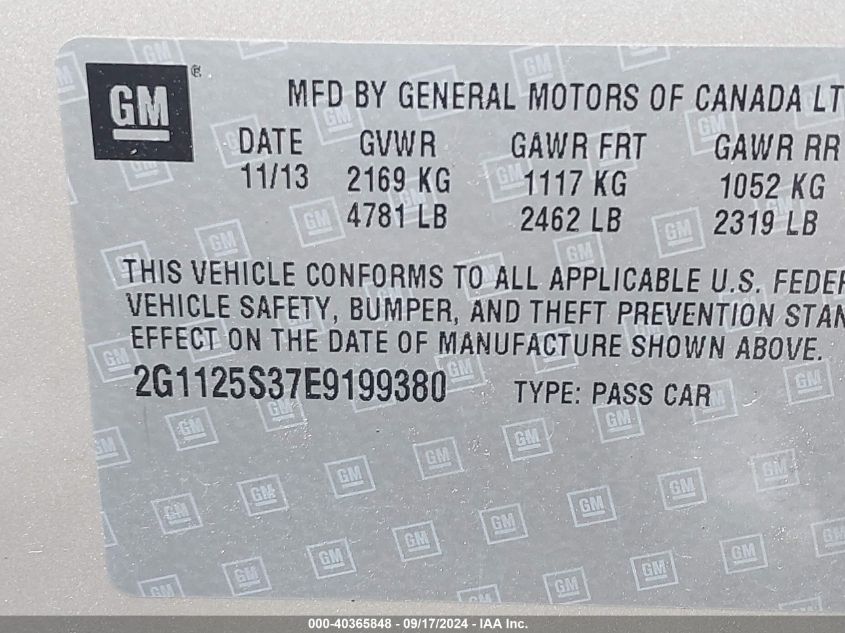 GM ®
MFD BY GENERAL MOTORS OF CANADA LT
DATE GVWR GAWR FRT GAWR RR
11/13 2169 KG 1117 KG 1052 KG
4781 LB 2462 LB 2319 LB
THIS VEHICLE CONFORMS TO ALL APPLICABLE U.S. FEDER
VEHICLE SAFETY, BUMPER, AND THEFT PREVENTION STAN
EFFECT ON THE DATE OF MANUFACTURE SHOWN ABOVE.
2G1125S37E9199380 TYPE: PASS CAR
000-40365848 - 09/17/2024 - IAA Inc.